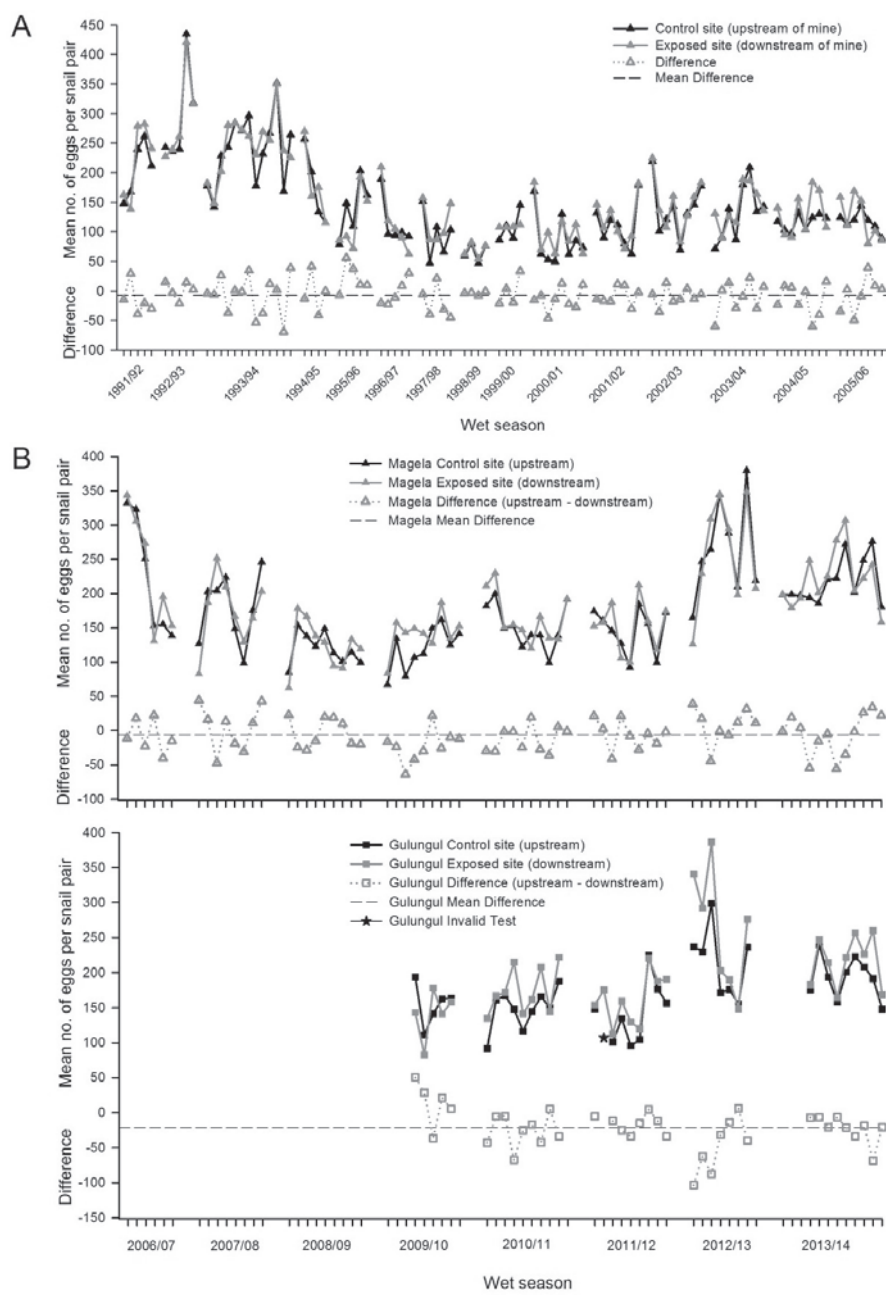 A
450
400
350
300
250
200
150
100
50
0
-50
-100
Mean no. of eggs per snail pair
Difference
Control site (upstream of mine)
Exposed site (downstream of mine)
Difference
Mean Difference
1991/92
1992/93
1993/94
1994/95
1995/96
1996/97
1997/98
1998/99
1999/00
2000/01
2001/02
2002/03
2003/04
2004/05
2005/06
Wet season
B
400
350
300
250
200
150
100
50
0
-50
-100
Mean no. of eggs per snail pair
Difference
Magela Control site (upstream)
Magela Exposed site (downstream)
Magela Difference (upstream - downstream)
Magela Mean Difference
400
350
300
250
200
150
100
50
0
-50
-100
-150
Mean no. of eggs per snail pair
Difference
Gulungul Control site (upstream)
Gulungul Exposed site (downstream)
Gulungul Difference (upstream - downstream)
Gulungul Mean Difference
Gulungul Invalid Test
2006/07
2007/08
2008/09
2009/10
2010/11
2011/12
2012/13
2013/14
Wet season